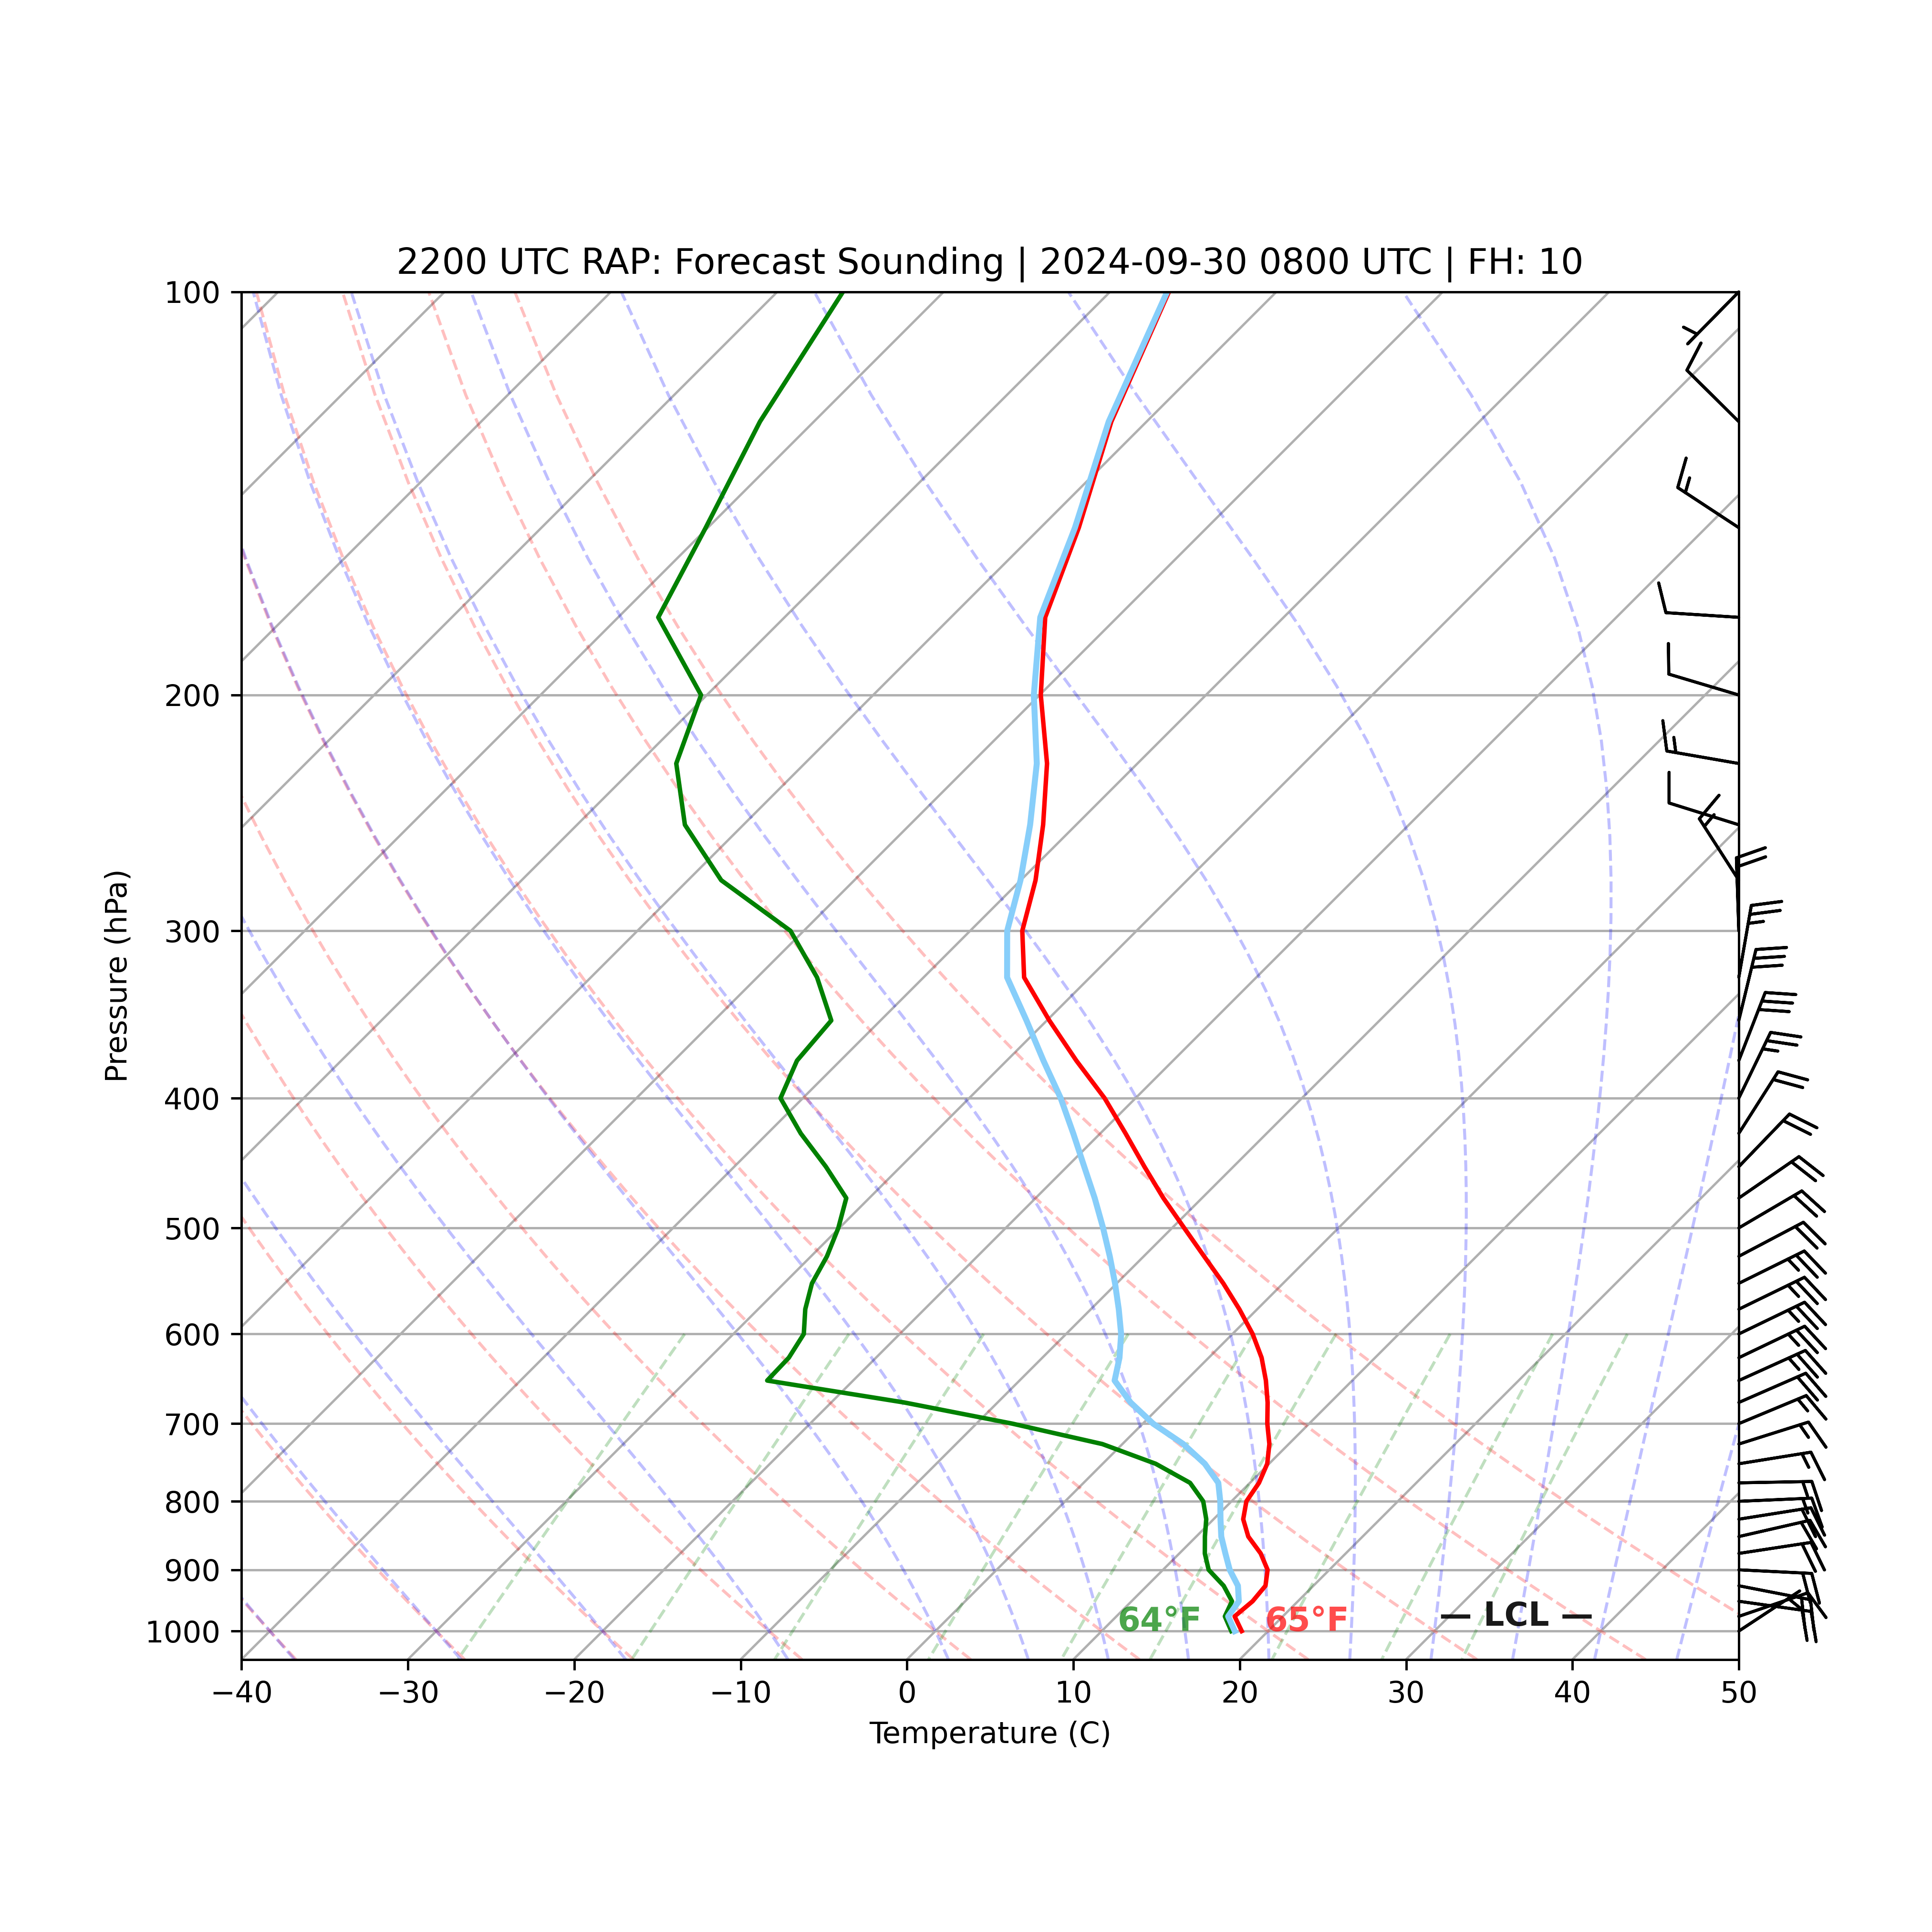 2200 UTC RAP: Forecast Sounding | 2024-09-30 0800 UTC | FH: 10
100
200
300
400
500
600
700
800
900
1000
Pressure (hPa)
64°F 65°F — LCL —
−40 −30 −20 −10 0 10 20 30 40 50
Temperature (C)